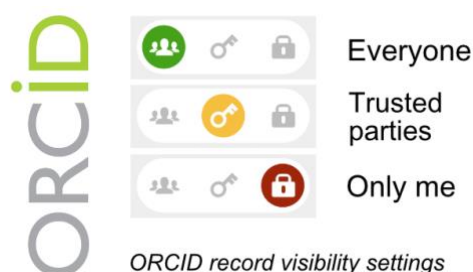 ORCID
Everyone
Trusted
parties
Only me
ORCID record visibility settings